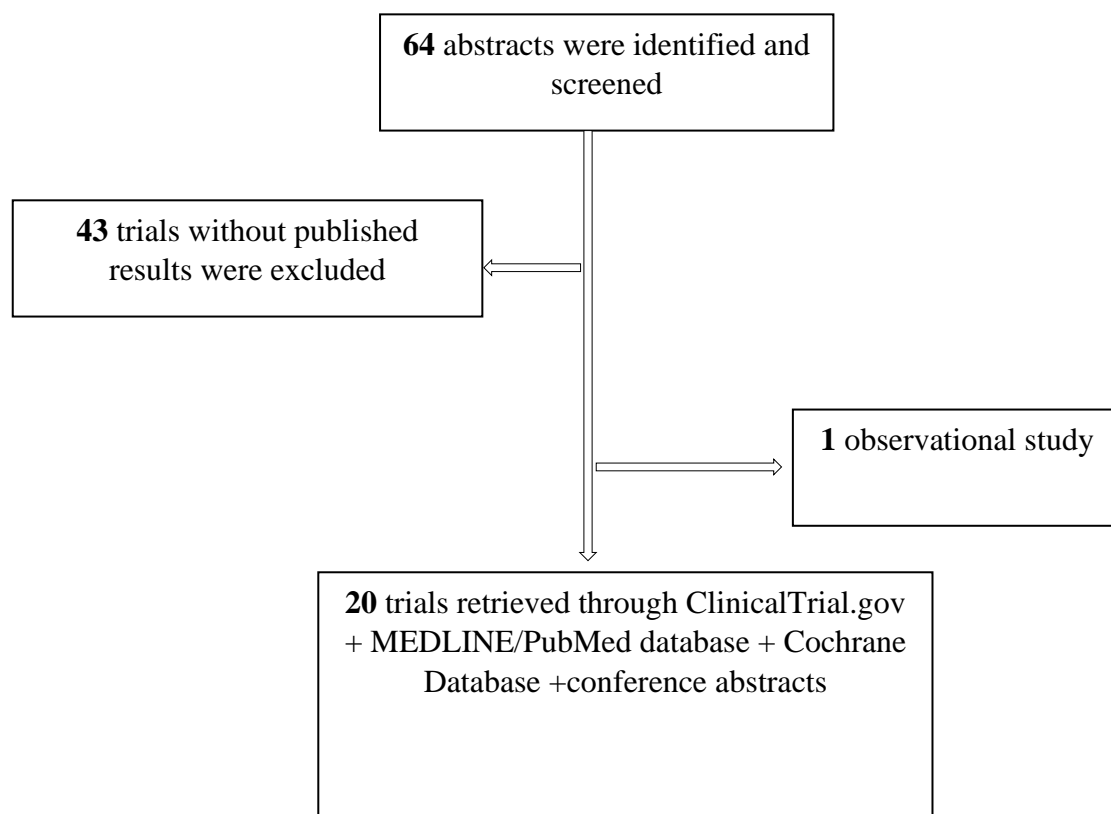 64 abstracts were identified and
screened
43 trials without published
results were excluded
1 observational study
20 trials retrieved through ClinicalTrial.gov
+ MEDLINE/PubMed database + Cochrane
Database +conference abstracts